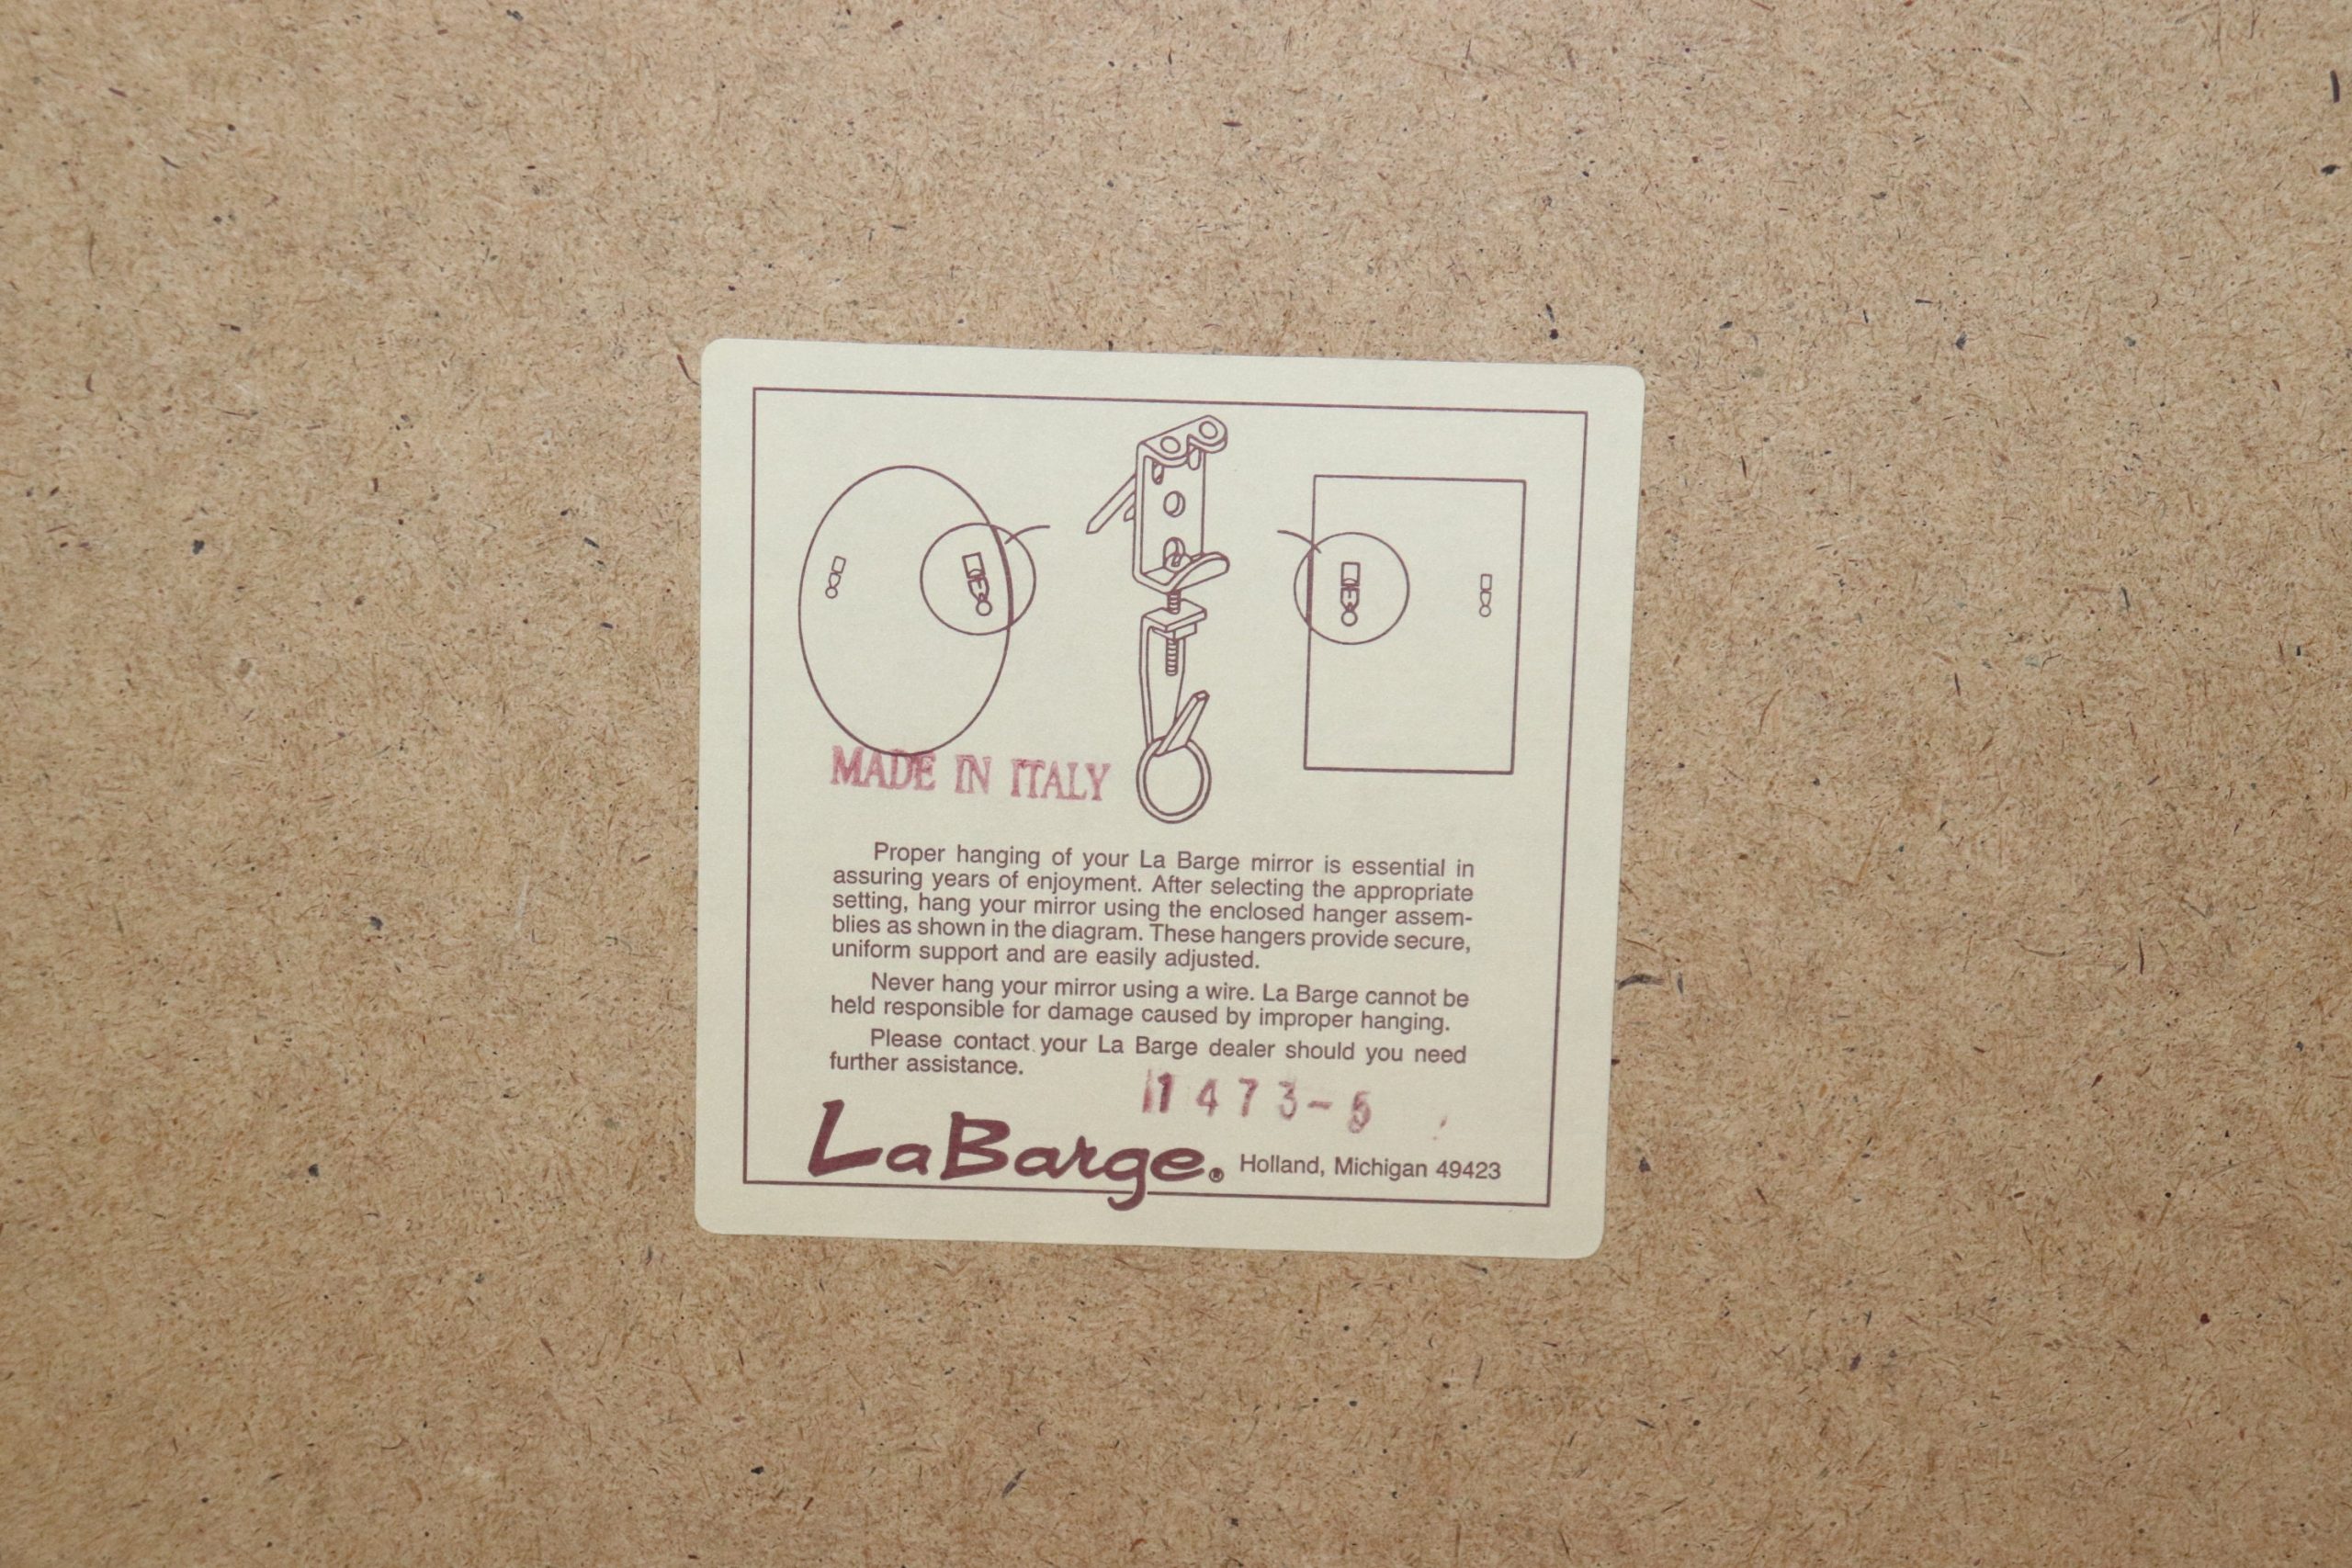 MADE IN ITALY
Proper hanging of your La Barge mirror is essential in
assuring years of enjoyment. After selecting the appropriate
setting, hang your mirror using the enclosed hanger assem-
blies as shown in the diagram. These hangers provide secure,
uniform support and are easily adjusted.
Never hang your mirror using a wire. La Barge cannot be
held responsible for damage caused by improper hanging.
Please contact your La Barge dealer should you need
further assistance.
11473-5
LaBarge® Holland, Michigan 49423